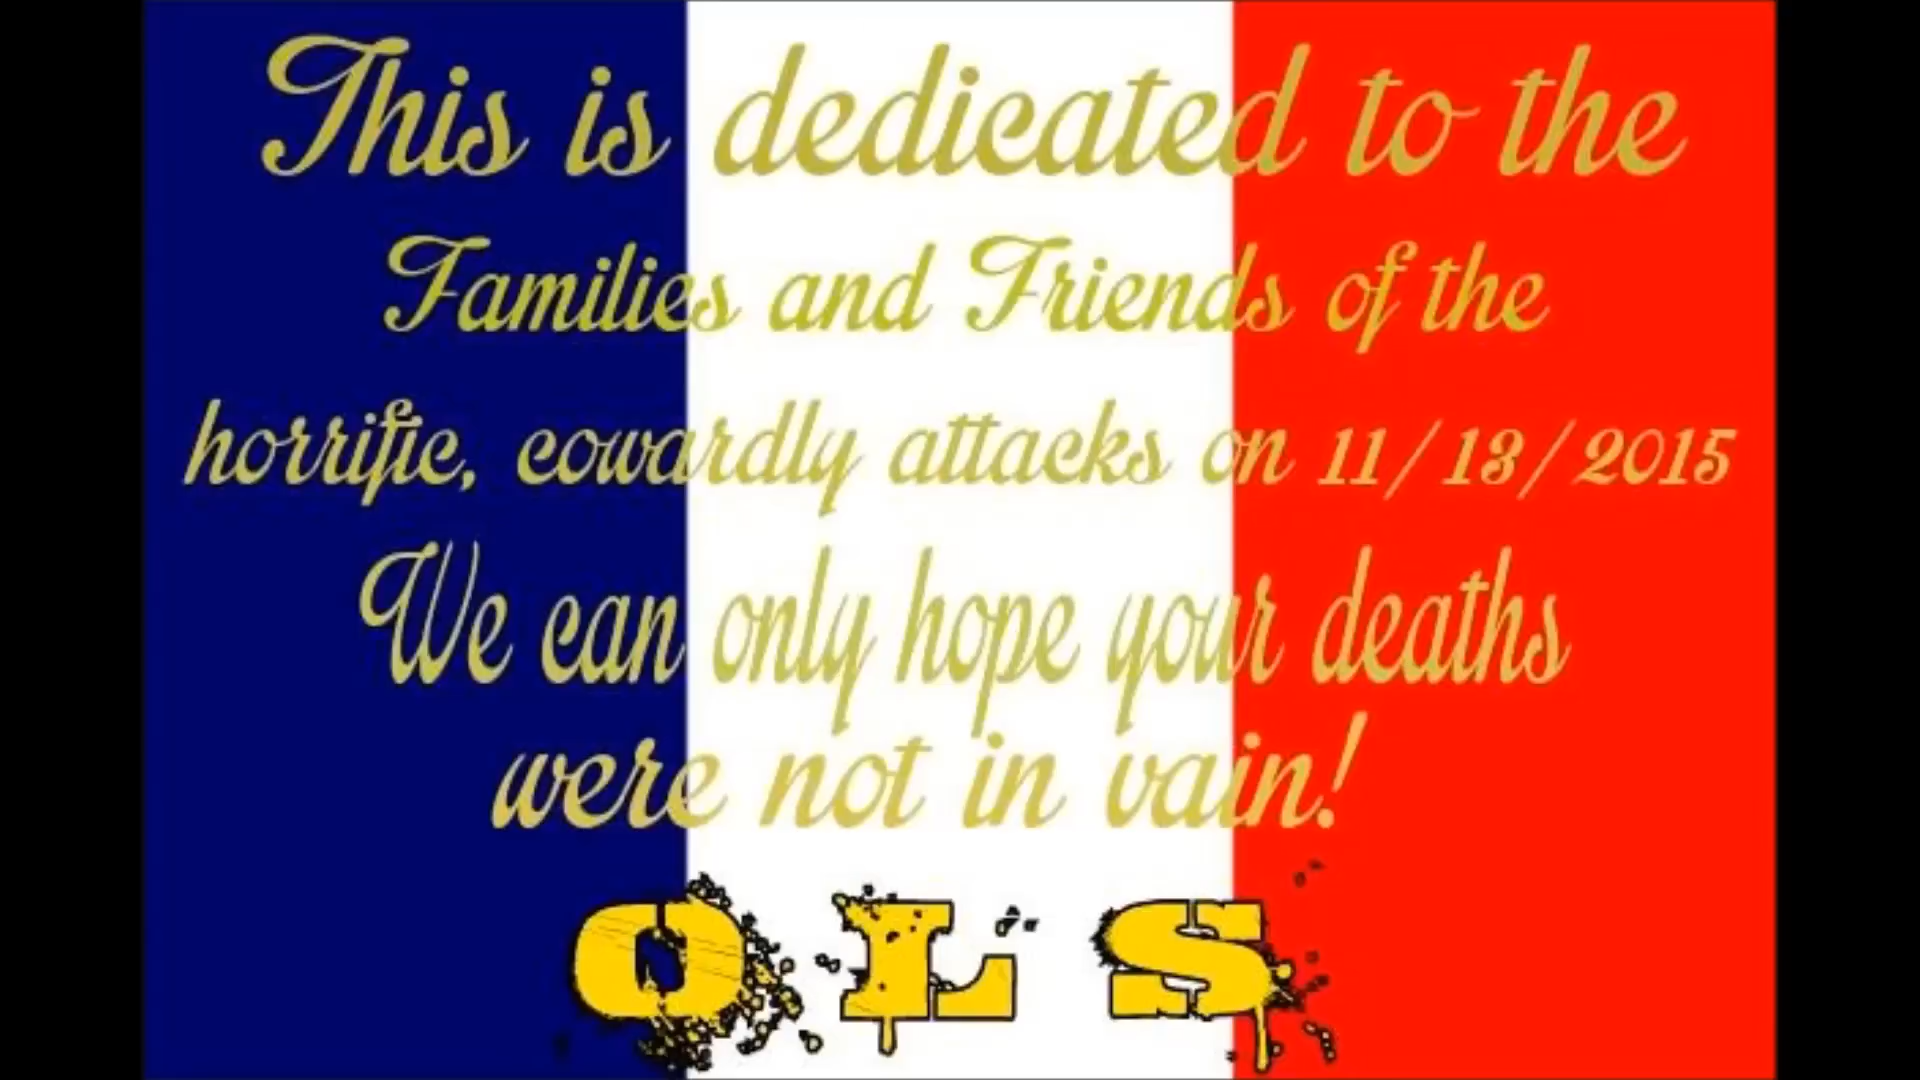 This is dedicated to the
Families and Friends of the
horrific, cowardly attacks on 11/13/2015
We can only hope your deaths
were not in vain!
OLS